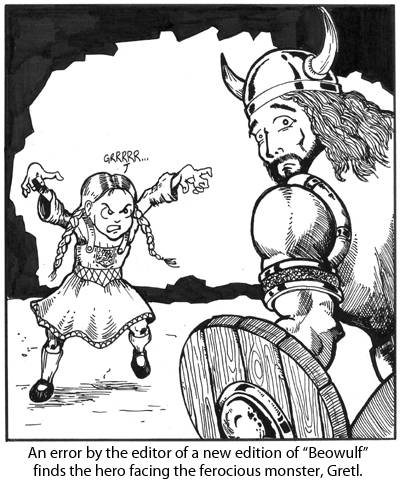 GRRRRR...
An error by the editor of a new edition of “Beowulf”
finds the hero facing the ferocious monster, Gretl.